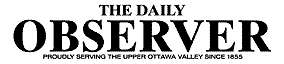 THE DAILY
OBSERVER
PROUDLY SERVING THE UPPER OTTAWA VALLEY SINCE 1855